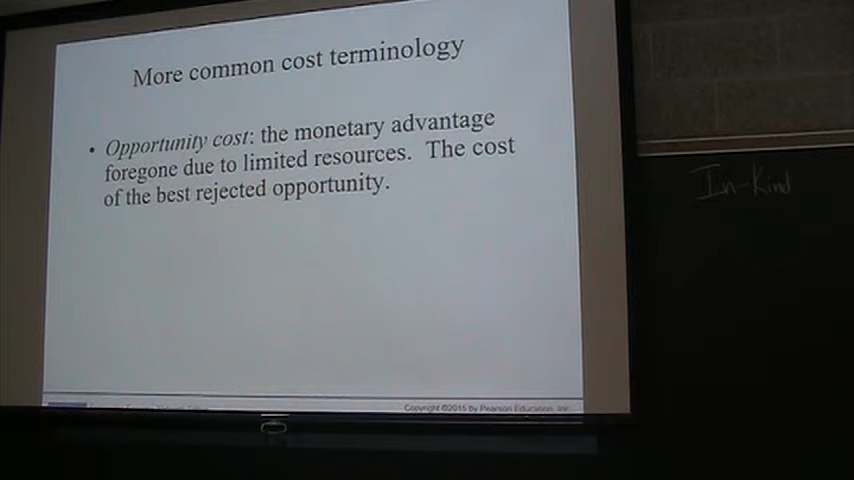 More common cost terminology
• Opportunity cost: the monetary advantage
foregone due to limited resources. The cost
of the best rejected opportunity.
Copyright ©2015 by Pearson Education, Inc.
In-Kind